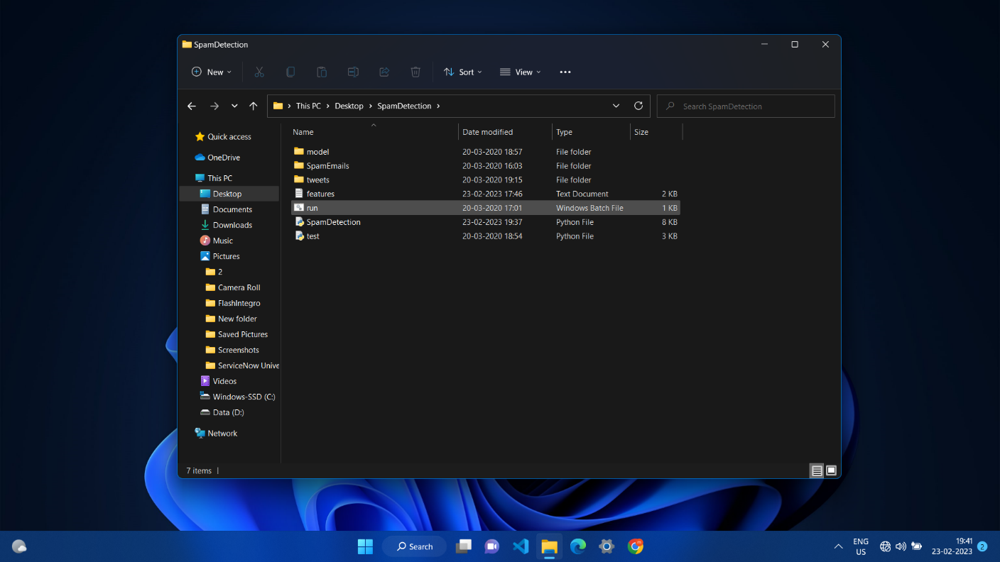 SpamDetection
New
Sort
View
This PC
Desktop
SpamDetection
Search SpamDetection
Name
Date modified
Type
Size
Quick access
OneDrive
This PC
Desktop
Documents
Downloads
Music
Pictures
2
Camera Roll
FlashIntegro
New folder
Saved Pictures
Screenshots
ServiceNow Unive
Videos
Windows-SSD (C:)
Data (D:)
Network
model 20-03-2020 18:57 File folder
SpamEmails 20-03-2020 16:03 File folder
tweets 20-03-2020 19:15 File folder
features 23-02-2023 17:46 Text Document 2 KB
run 20-03-2020 17:01 Windows Batch File 1 KB
SpamDetection 23-02-2023 19:37 Python File 8 KB
test 20-03-2020 18:54 Python File 3 KB
7 items
Search
ENG
US
19:41
23-02-2023
2